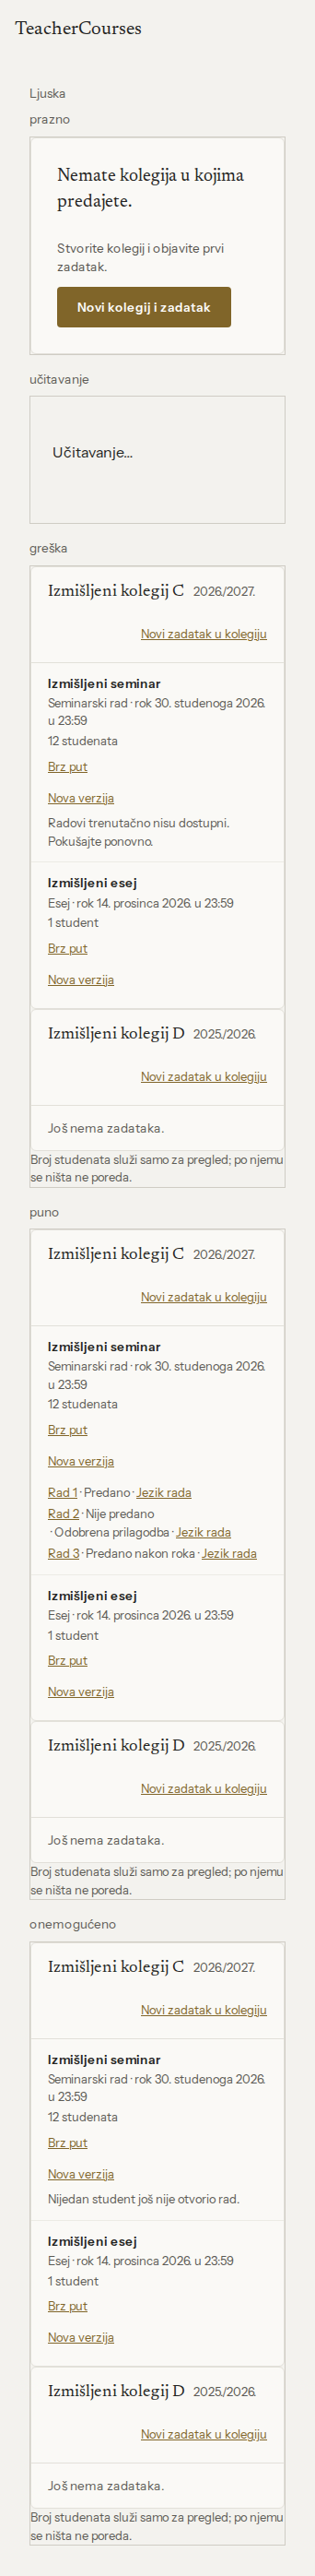 TeacherCourses
Ljuska
prazno
Nemate kolegija u kojima
predajete.
Stvorite kolegij i objavite prvi
zadatak.
Novi kolegij i zadatak
učitavanje
Učitavanje…
greška
Izmišljeni kolegij C 2026./2027.
Novi zadatak u kolegiju
Izmišljeni seminar
Seminarski rad · rok 30. studenoga 2026.
u 23:59
12 studenata
Brz put
Nova verzija
Radovi trenutačno nisu dostupni.
Pokušajte ponovno.
Izmišljeni esej
Esej · rok 14. prosinca 2026. u 23:59
1 student
Brz put
Nova verzija
Izmišljeni kolegij D 2025./2026.
Novi zadatak u kolegiju
Još nema zadataka.
Broj studenata služi samo za pregled; po njemu
se ništa ne poreda.
puno
Izmišljeni kolegij C 2026./2027.
Novi zadatak u kolegiju
Izmišljeni seminar
Seminarski rad · rok 30. studenoga 2026.
u 23:59
12 studenata
Brz put
Nova verzija
Rad 1 · Predano · Jezik rada
Rad 2 · Nije predano
· Odobrena prilagodba · Jezik rada
Rad 3 · Predano nakon roka · Jezik rada
Izmišljeni esej
Esej · rok 14. prosinca 2026. u 23:59
1 student
Brz put
Nova verzija
Izmišljeni kolegij D 2025./2026.
Novi zadatak u kolegiju
Još nema zadataka.
Broj studenata služi samo za pregled; po njemu
se ništa ne poreda.
onemogućeno
Izmišljeni kolegij C 2026./2027.
Novi zadatak u kolegiju
Izmišljeni seminar
Seminarski rad · rok 30. studenoga 2026.
u 23:59
12 studenata
Brz put
Nova verzija
Nijedan student još nije otvorio rad.
Izmišljeni esej
Esej · rok 14. prosinca 2026. u 23:59
1 student
Brz put
Nova verzija
Izmišljeni kolegij D 2025./2026.
Novi zadatak u kolegiju
Još nema zadataka.
Broj studenata služi samo za pregled; po njemu
se ništa ne poreda.